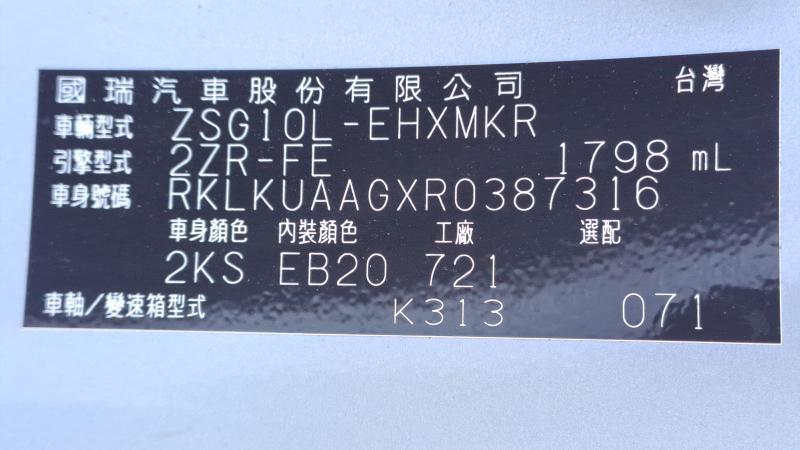 國瑞汽車股份有限公司 台灣
車輛型式 ZSG10L-EHXMKR
引擎型式 2ZR-FE 1798 mL
車身號碼 RKLKUAAGXR0387316
車身顏色 內裝顏色 工廠 選配
2KS EB20 721
車軸/變速箱型式 K313 071